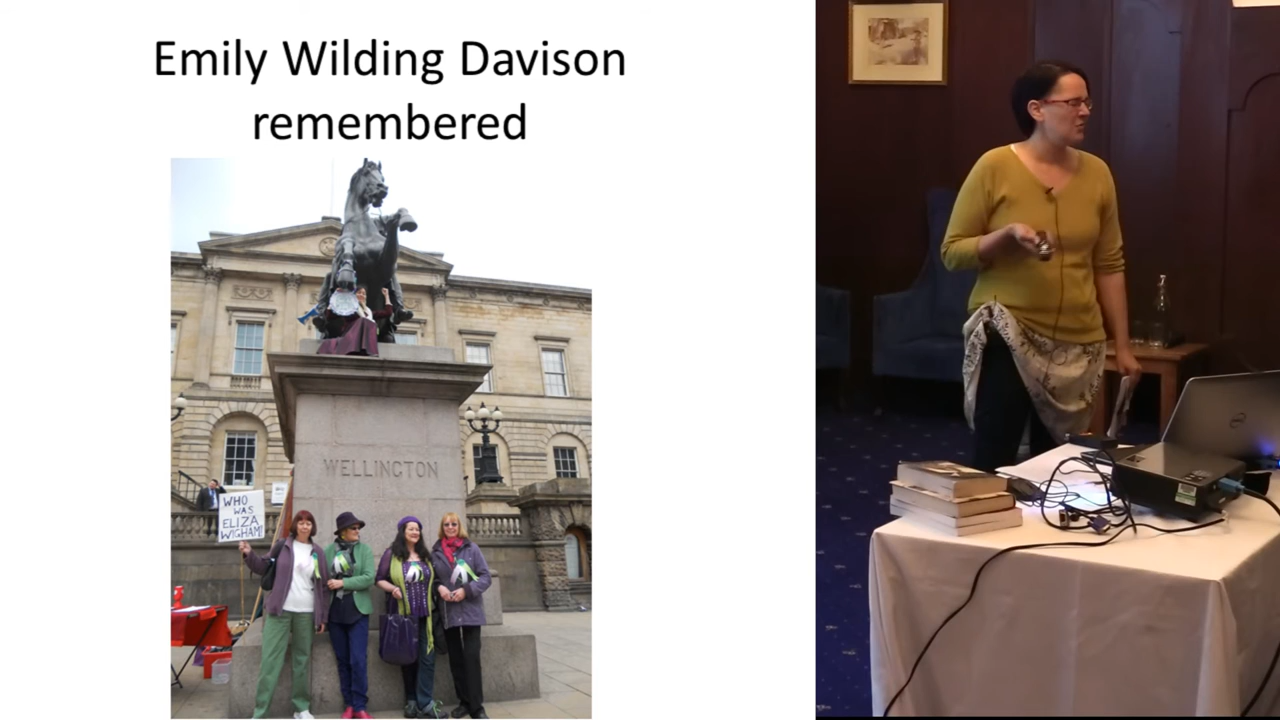 Emily Wilding Davison
remembered
WELLINGTON
WHO
WAS
ELIZA
WIGHAM?